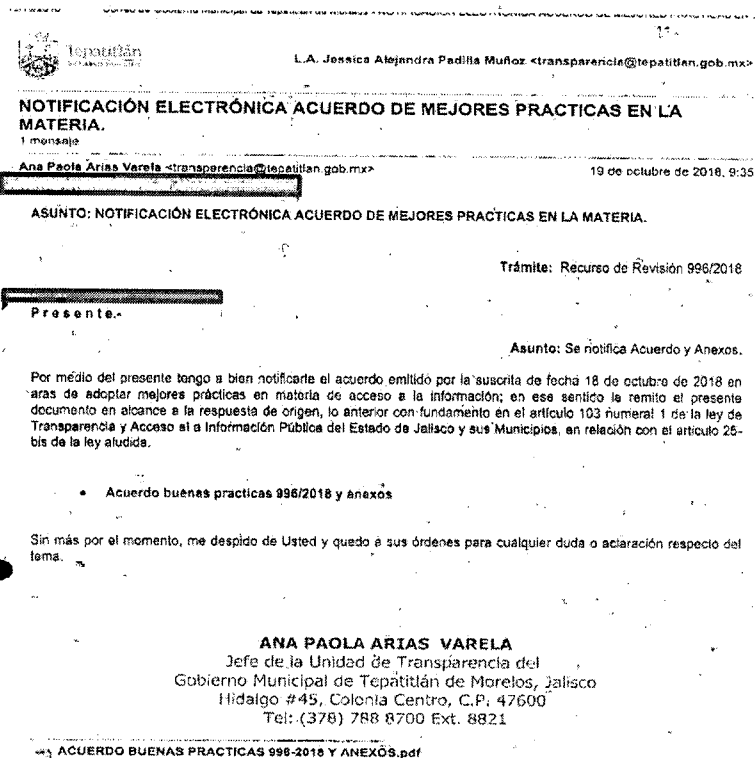 Tepatitlán
L.A. Jessica Alejandra Padilla Muñoz <transparencia@tepatitlan.gob.mx>
NOTIFICACIÓN ELECTRÓNICA ACUERDO DE MEJORES PRACTICAS EN LA
MATERIA.
1 mensaje
Ana Paola Arias Varela <transparencia@tepatitlan.gob.mx>
19 de octubre de 2018, 9:35
ASUNTO: NOTIFICACIÓN ELECTRÓNICA ACUERDO DE MEJORES PRACTICAS EN LA MATERIA.
Trámite: Recurso de Revisión 996/2018
Presente.-
Asunto: Se notifica Acuerdo y Anexos.
Por medio del presente tengo a bien notificarle el acuerdo emitido por la suscrita de fecha 18 de octubre de 2018 en
aras de adoptar mejores prácticas en materia de acceso a la información; en ese sentido le remito el presente
documento en alcance a la respuesta de origen, lo anterior con fundamento en el artículo 103 numeral 1 de la ley de
Transparencia y Acceso al a Información Pública del Estado de Jalisco y sus Municipios, en relación con el artículo 25-
bis de la ley aludida.
• Acuerdo buenas practicas 996/2018 y anexos
Sin más por el momento, me despido de Usted y quedo a sus órdenes para cualquier duda o aclaración respecto del
tema.
ANA PAOLA ARIAS VARELA
Jefe de la Unidad de Transparencia del
Gobierno Municipal de Tepatitlán de Morelos, Jalisco
Hidalgo #45, Colonia Centro, C.P. 47600
Tel: (378) 788 8700 Ext. 8821
ACUERDO BUENAS PRACTICAS 996-2018 Y ANEXOS.pdf